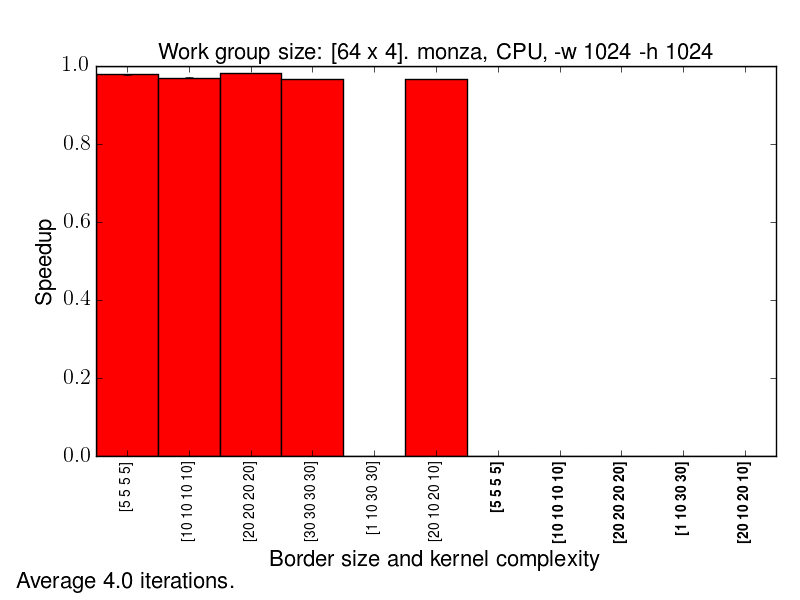 Work group size: [64 x 4]. monza, CPU, -w 1024 -h 1024
1.0
0.8
0.6
0.4
0.2
0.0
Speedup
[5 5 5 5]
[10 10 10 10]
[20 20 20 20]
[30 30 30 30]
[1 10 30 30]
[20 10 20 10]
[5 5 5 5]
[10 10 10 10]
[20 20 20 20]
[1 10 30 30]
[20 10 20 10]
Border size and kernel complexity
Average 4.0 iterations.